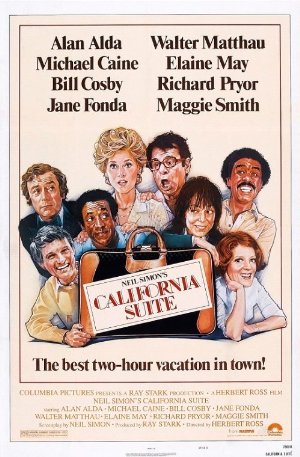 Alan Alda Walter Matthau
Michael Caine Elaine May
Bill Cosby Richard Pryor
Jane Fonda Maggie Smith
NEIL SIMON'S
CALIFORNIA
SUITE
The best two-hour vacation in town!
COLUMBIA PICTURES PRESENTS A RAY STARK PRODUCTION OF A HERBERT ROSS FILM
NEIL SIMON'S CALIFORNIA SUITE
STARRING ALAN ALDA · MICHAEL CAINE · BILL COSBY · JANE FONDA
WALTER MATTHAU · ELAINE MAY · RICHARD PRYOR · MAGGIE SMITH
Screenplay by NEIL SIMON · Produced by RAY STARK · Directed by HERBERT ROSS
PG